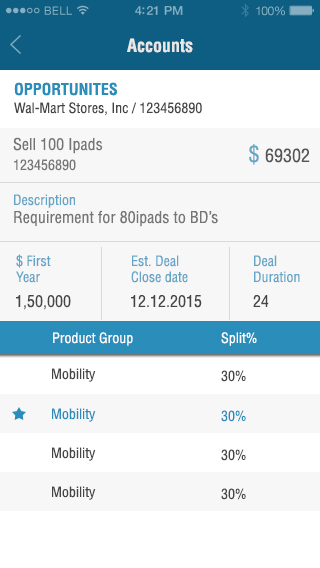 BELL 4:21 PM 100%
Accounts
OPPORTUNITES
Wal-Mart Stores, Inc / 123456890
Sell 100 Ipads
123456890
$ 69302
Description
Requirement for 80ipads to BD's
$ First Year
Est. Deal Close date
Deal Duration
1,50,000
12.12.2015
24
Product Group Split%
Mobility 30%
Mobility 30%
Mobility 30%
Mobility 30%